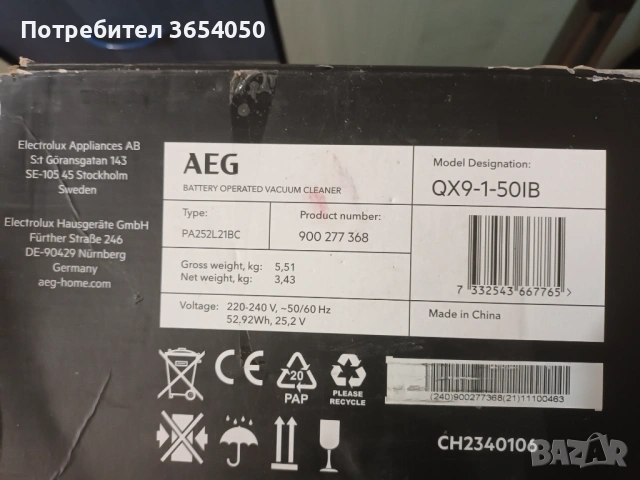 Потребител 3654050
Electrolux Appliances AB
S:t Göransgatan 143
SE-105 45 Stockholm
Sweden
Electrolux Hausgeräte GmbH
Fürther Straße 246
DE-90429 Nürnberg
Germany
aeg-home.com
AEG
BATTERY OPERATED VACUUM CLEANER
Type:
PA252L21BC
Product number:
900 277 368
Gross weight, kg: 5,51
Net weight, kg: 3,43
Voltage: 220-240 V, ~50/60 Hz
52,92Wh, 25,2 V
Model Designation:
QX9-1-50IB
7 332543 667765 >
Made in China
CE
20
PAP
PLEASE
RECYCLE
(240)900277368(21)11100463
CH2340106
BAZAR